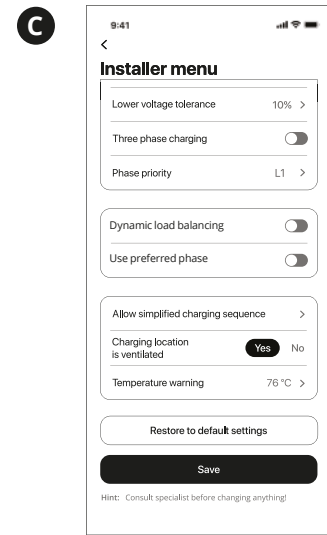 C
9:41
Installer menu
Lower voltage tolerance 10%
Three phase charging
Phase priority L1
Dynamic load balancing
Use preferred phase
Allow simplified charging sequence
Charging location
is ventilated Yes No
Temperature warning 76 °C
Restore to default settings
Save
Hint: Consult specialist before changing anything!